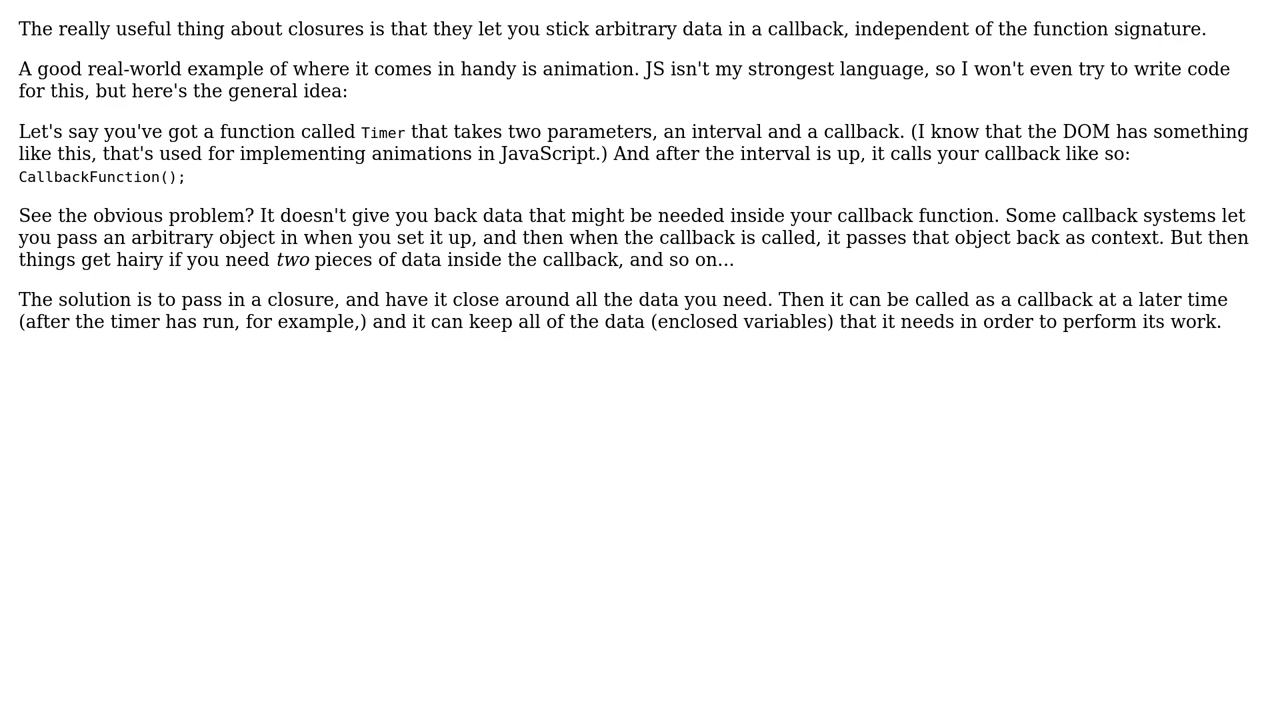 The really useful thing about closures is that they let you stick arbitrary data in a callback, independent of the function signature.
A good real-world example of where it comes in handy is animation. JS isn't my strongest language, so I won't even try to write code
for this, but here's the general idea:
Let's say you've got a function called Timer that takes two parameters, an interval and a callback. (I know that the DOM has something
like this, that's used for implementing animations in JavaScript.) And after the interval is up, it calls your callback like so:
CallbackFunction();
See the obvious problem? It doesn't give you back data that might be needed inside your callback function. Some callback systems let
you pass an arbitrary object in when you set it up, and then when the callback is called, it passes that object back as context. But then
things get hairy if you need two pieces of data inside the callback, and so on...
The solution is to pass in a closure, and have it close around all the data you need. Then it can be called as a callback at a later time
(after the timer has run, for example,) and it can keep all of the data (enclosed variables) that it needs in order to perform its work.